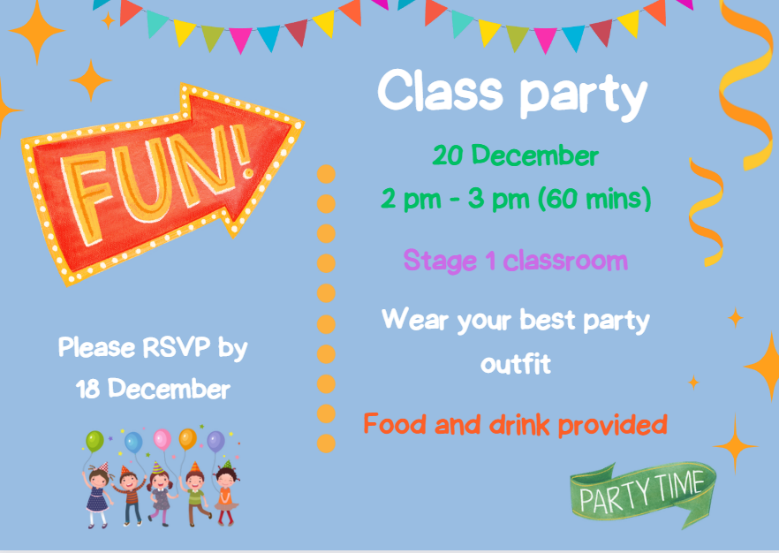 FUN!
Please RSVP by
18 December
Class party
20 December
2 pm - 3 pm (60 mins)
Stage 1 classroom
Wear your best party
outfit
Food and drink provided
PARTY TIME